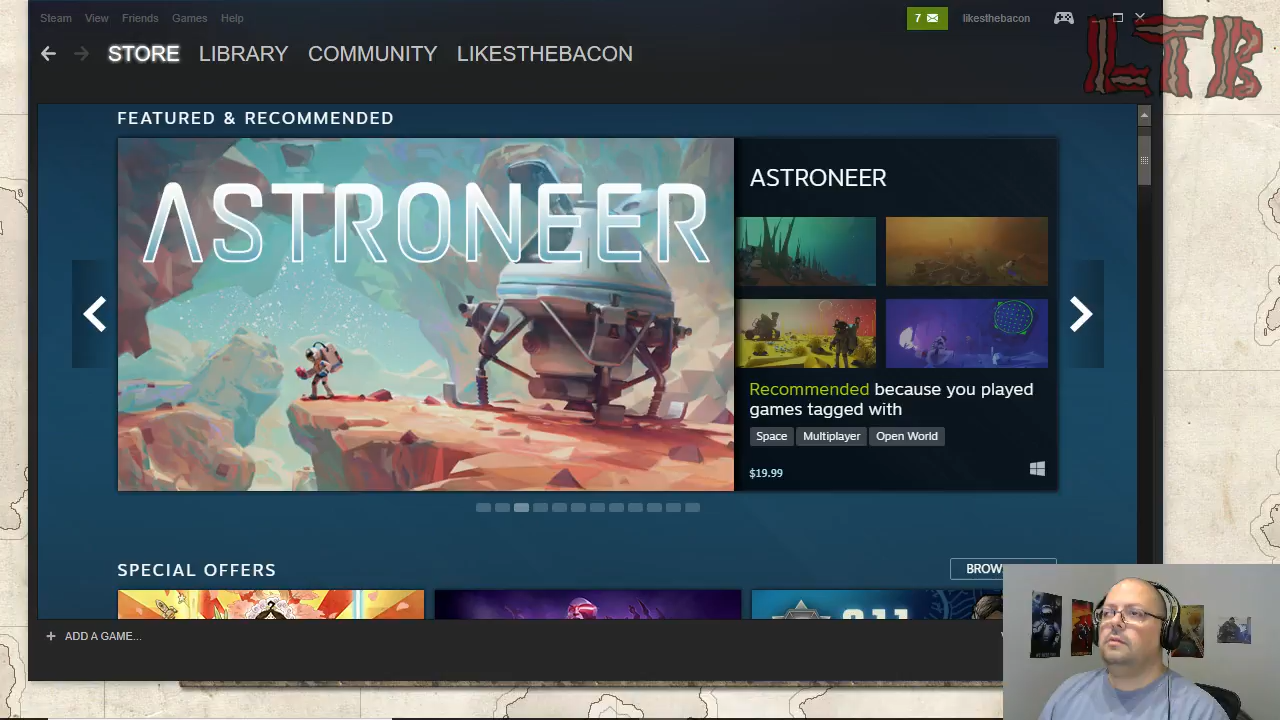 Steam View Friends Games Help
7
likesthebacon
LTB
STORE LIBRARY COMMUNITY LIKESTHEBACON
FEATURED & RECOMMENDED
ASTRONEER
ASTRONEER
Recommended because you played
games tagged with
Space Multiplayer Open World
$19.99
SPECIAL OFFERS
BROW
911
+ ADD A GAME...